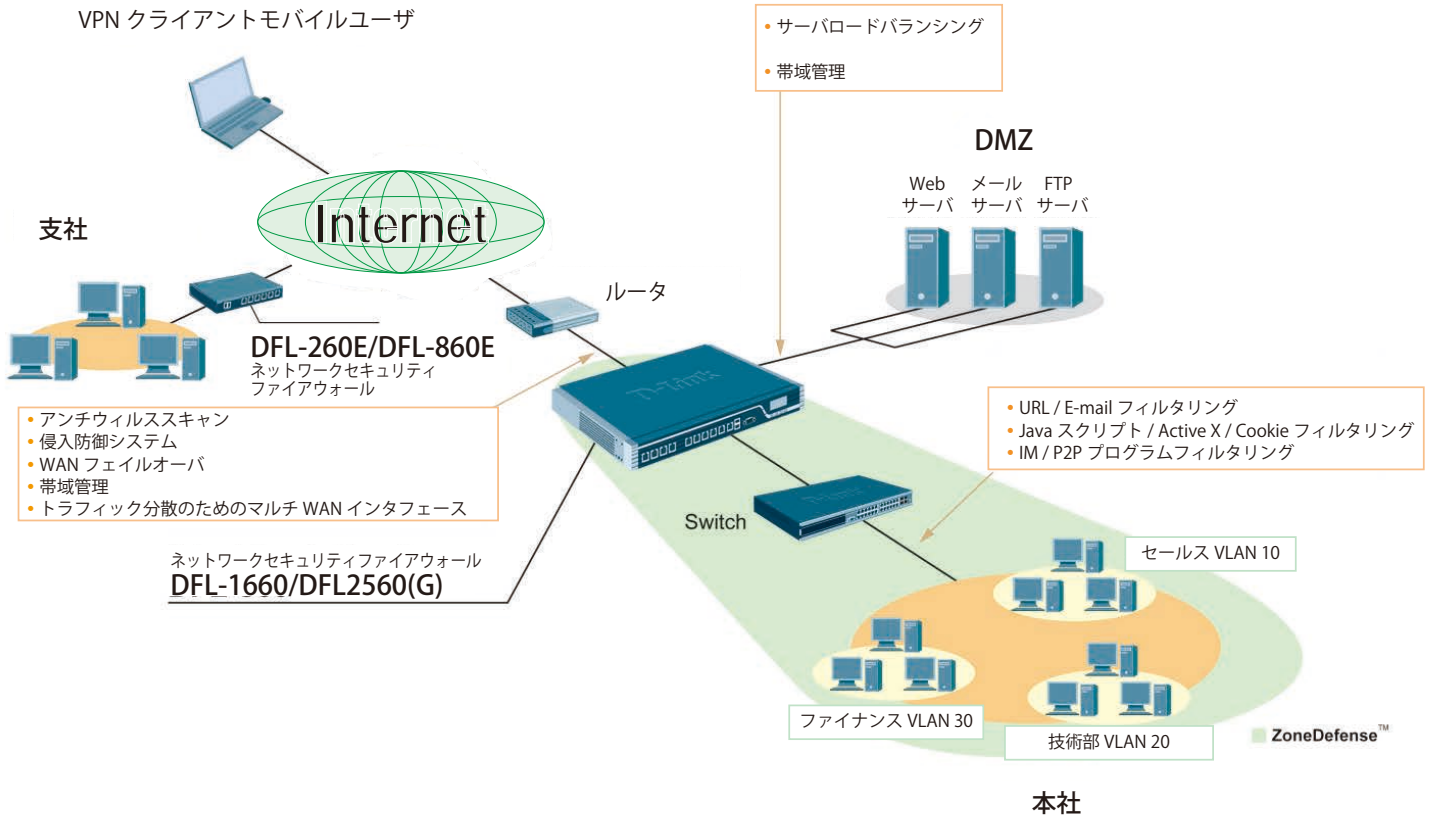 VPN クライアントモバイルユーザ
• サーバロードバランシング
• 帯域管理
DMZ
Web サーバ
メール サーバ
FTP サーバ
Internet
支社
ルータ
DFL-260E/DFL-860E
ネットワークセキュリティ
ファイアウォール
D-Link
• アンチウィルススキャン
• 侵入防御システム
• WAN フェイルオーバ
• 帯域管理
• トラフィック分散のためのマルチ WAN インタフェース
• URL / E-mail フィルタリング
• Java スクリプト / Active X / Cookie フィルタリング
• IM / P2P プログラムフィルタリング
D-Link
Switch
ネットワークセキュリティファイアウォール
DFL-1660/DFL2560(G)
セールス VLAN 10
ファイナンス VLAN 30
技術部 VLAN 20
ZoneDefense™
本社